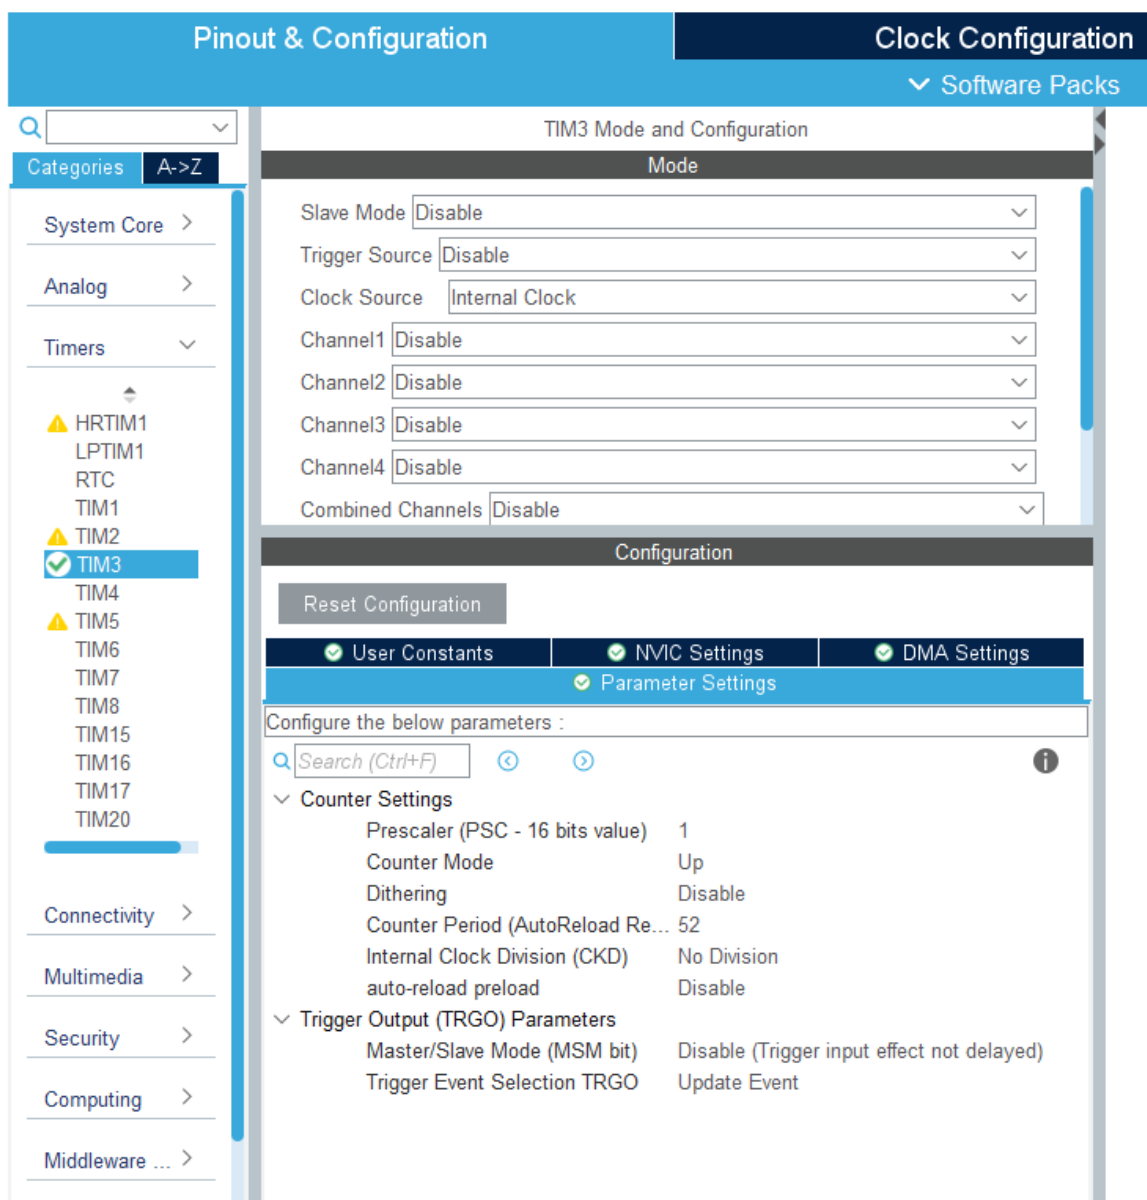 Pinout & Configuration
Clock Configuration
Software Packs
Categories
A->Z
System Core
Analog
Timers
HRTIM1
LPTIM1
RTC
TIM1
TIM2
TIM3
TIM4
TIM5
TIM6
TIM7
TIM8
TIM15
TIM16
TIM17
TIM20
Connectivity
Multimedia
Security
Computing
Middleware ...
TIM3 Mode and Configuration
Mode
Slave Mode Disable
Trigger Source Disable
Clock Source Internal Clock
Channel1 Disable
Channel2 Disable
Channel3 Disable
Channel4 Disable
Combined Channels Disable
Configuration
Reset Configuration
User Constants
NVIC Settings
DMA Settings
Parameter Settings
Configure the below parameters :
Search (Ctrl+F)
Counter Settings
Prescaler (PSC - 16 bits value) 1
Counter Mode Up
Dithering Disable
Counter Period (AutoReload Re... 52
Internal Clock Division (CKD) No Division
auto-reload preload Disable
Trigger Output (TRGO) Parameters
Master/Slave Mode (MSM bit) Disable (Trigger input effect not delayed)
Trigger Event Selection TRGO Update Event